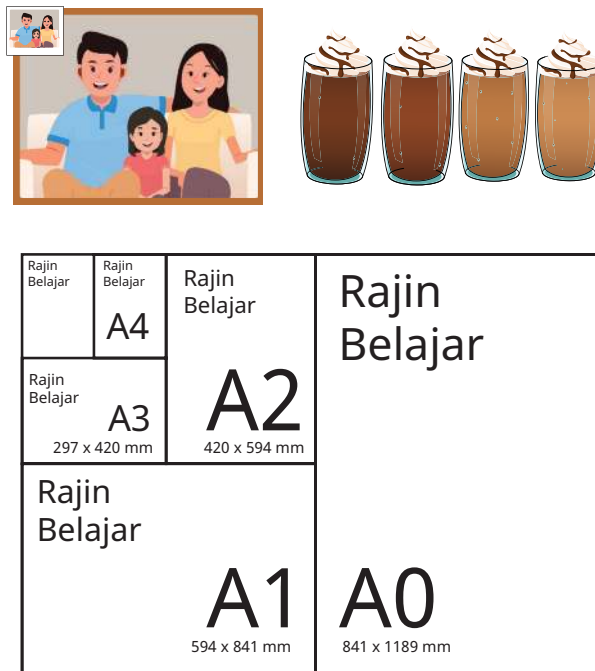 Rajin
Belajar
Rajin
Belajar
A4
Rajin
Belajar
A3
297 x 420 mm
Rajin
Belajar
A2
420 x 594 mm
Rajin
Belajar
A1
594 x 841 mm
Rajin
Belajar
A0
841 x 1189 mm